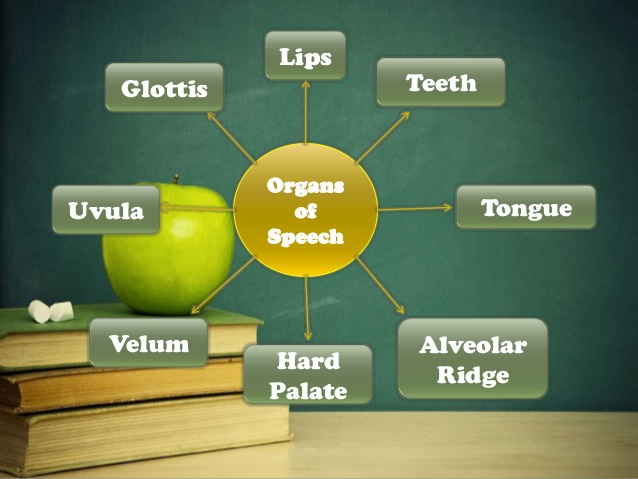 Lips
Glottis
Teeth
Organs
of
Speech
Uvula
Tongue
Velum
Hard
Palate
Alveolar
Ridge